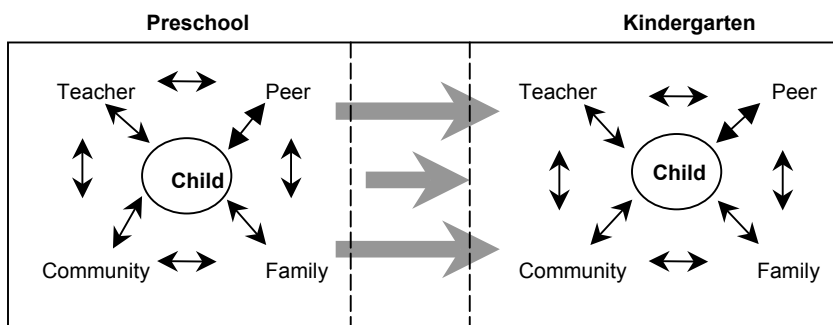 Preschool Kindergarten
Teacher Peer Teacher Peer
Child Child
Community Family Community Family